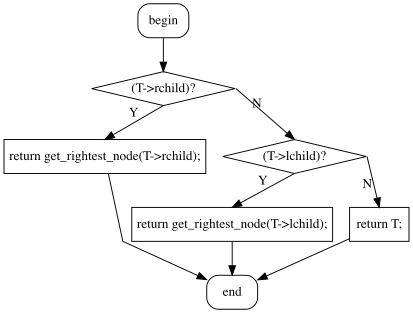 begin
(T->rchild)?
Y
N
return get_rightest_node(T->rchild);
(T->lchild)?
Y
N
return get_rightest_node(T->lchild);
return T;
end